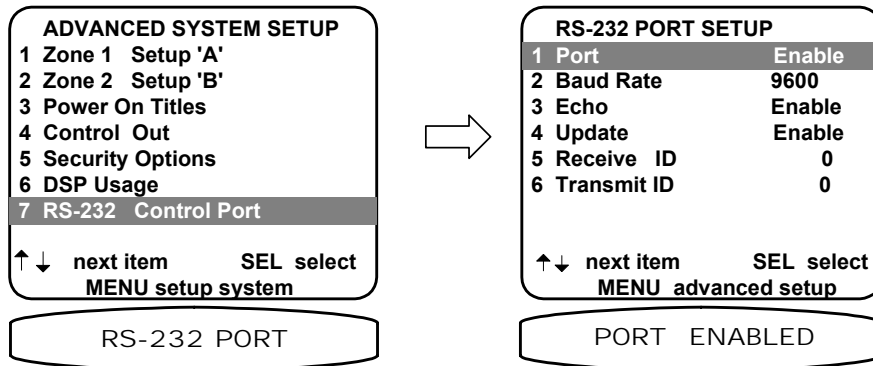 ADVANCED SYSTEM SETUP
1 Zone 1 Setup 'A'
2 Zone 2 Setup 'B'
3 Power On Titles
4 Control Out
5 Security Options
6 DSP Usage
7 RS-232 Control Port
↑↓ next item SEL select
MENU setup system
RS-232 PORT
RS-232 PORT SETUP
1 Port Enable
2 Baud Rate 9600
3 Echo Enable
4 Update Enable
5 Receive ID 0
6 Transmit ID 0
↑↓ next item SEL select
MENU advanced setup
PORT ENABLED